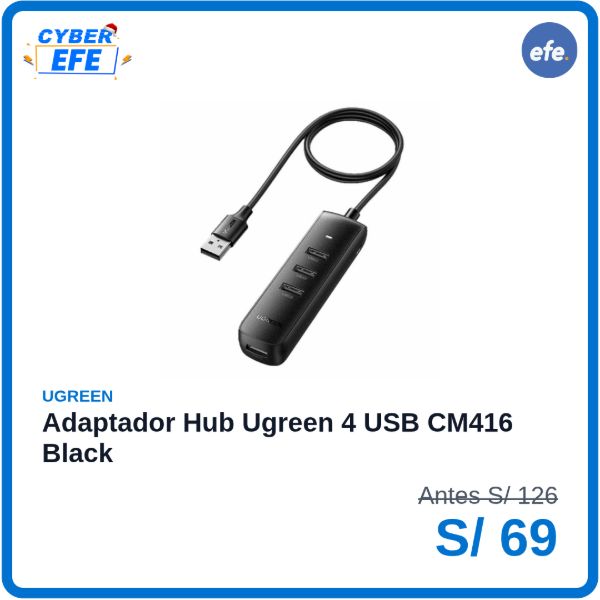 CYBER
EFE
efe.
UGREEN
Adaptador Hub Ugreen 4 USB CM416
Black
Antes S/ 126
S/ 69